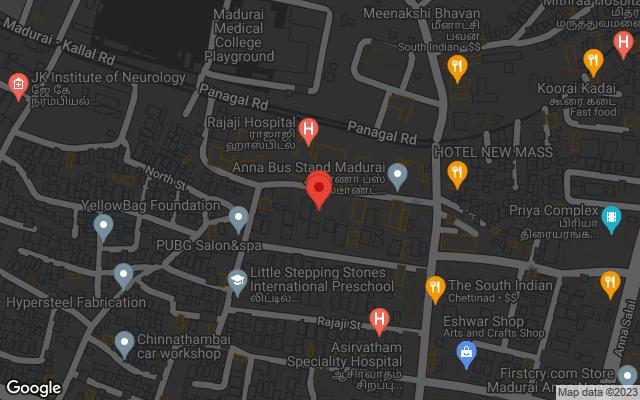 Madurai
Medical
College
Playground
Madurai - Kallal Rd
Panagal Rd
Meenakshi Bhavan
மீனாட்சி
பவன்
South Indian • $$
Mithraa Hospital
மித்ரா
மருத்துவமனை
Koorai Kadai
கூரை கடை
Fast food
JK Institute of Neurology
ஜே கே
நரம்பியல்...
Rajaji Hospital
ராஜாஜி
ஹாஸ்பிடல்
Panagal Rd
HOTEL NEW MASS
Anna Bus Stand Madurai
North St
YellowBag Foundation
Priya Complex
பிரியா
திரையரங்க...
PUBG Salon&spa
Little Stepping Stones
International Preschool
லிட்டில்
The South Indian
Chettinad • $$
Hypersteel Fabrication
Rajaji St
Eshwar Shop
Arts and Crafts Shop
Anna Salai
Chinnathambai
car workshop
Asirvatham
Speciality Hospital
ஆசிர்வாதம்
சிறப்பு...
Firstcry.com Store
Madurai Anna
Google
Map data ©2023